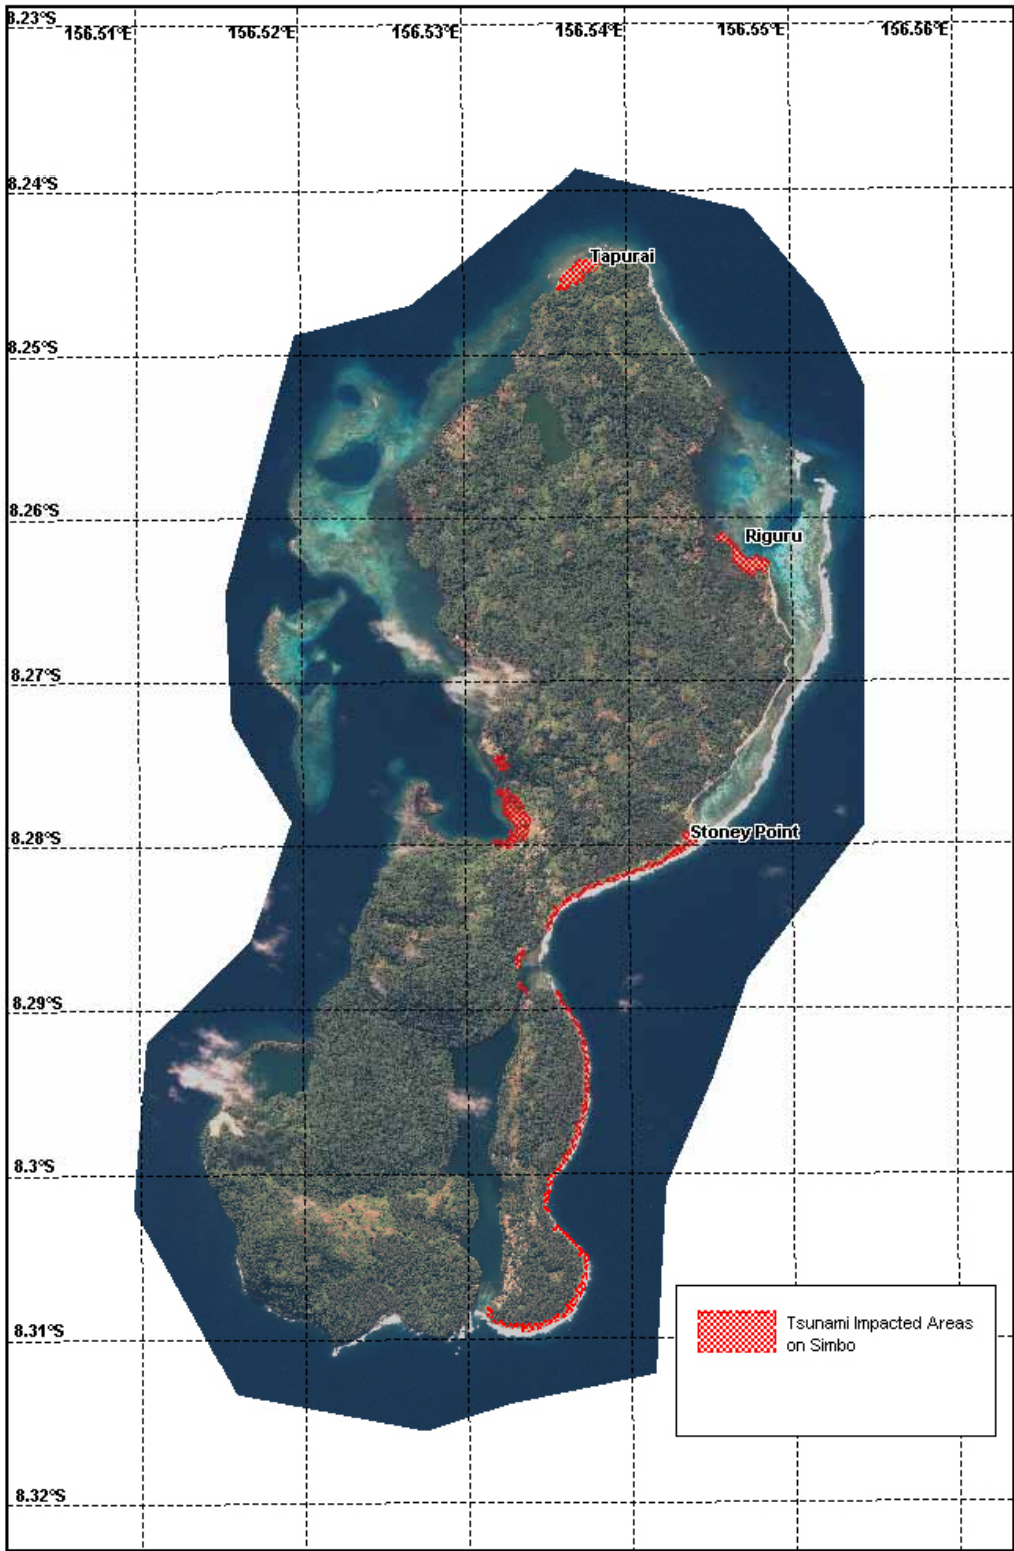 8.23°S
156.51°E
156.52°E
156.53°E
156.54°E
156.55°E
156.56°E
8.24°S
Tapurai
8.25°S
8.26°S
Riguru
8.27°S
8.28°S
Stoney Point
8.29°S
8.3°S
8.31°S
Tsunami Impacted Areas
on Simbo
8.32°S